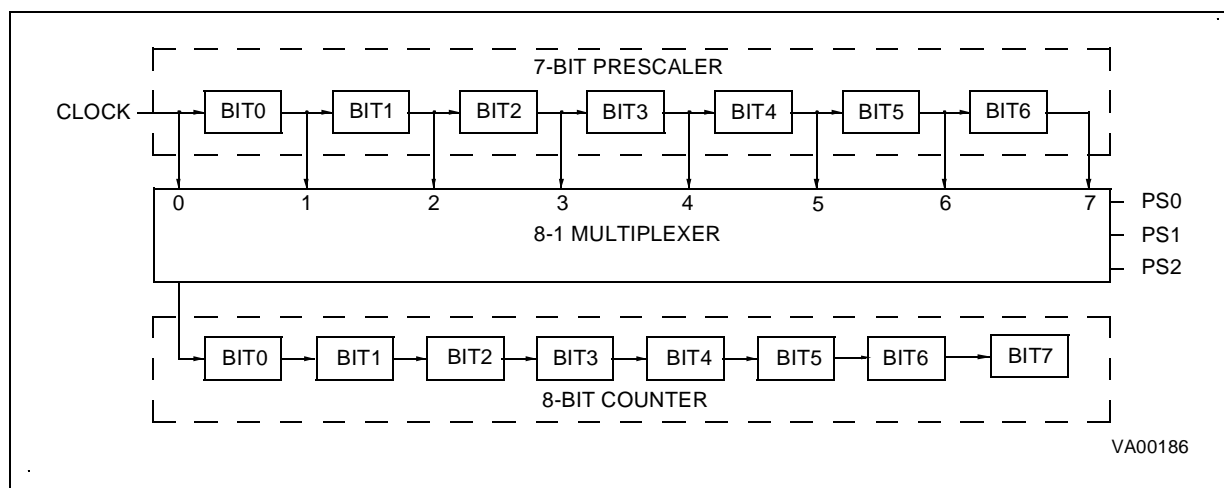 7-BIT PRESCALER
CLOCK BIT0 BIT1 BIT2 BIT3 BIT4 BIT5 BIT6
0 1 2 3 4 5 6 7 PS0
8-1 MULTIPLEXER PS1
PS2
BIT0 BIT1 BIT2 BIT3 BIT4 BIT5 BIT6 BIT7
8-BIT COUNTER
VA00186